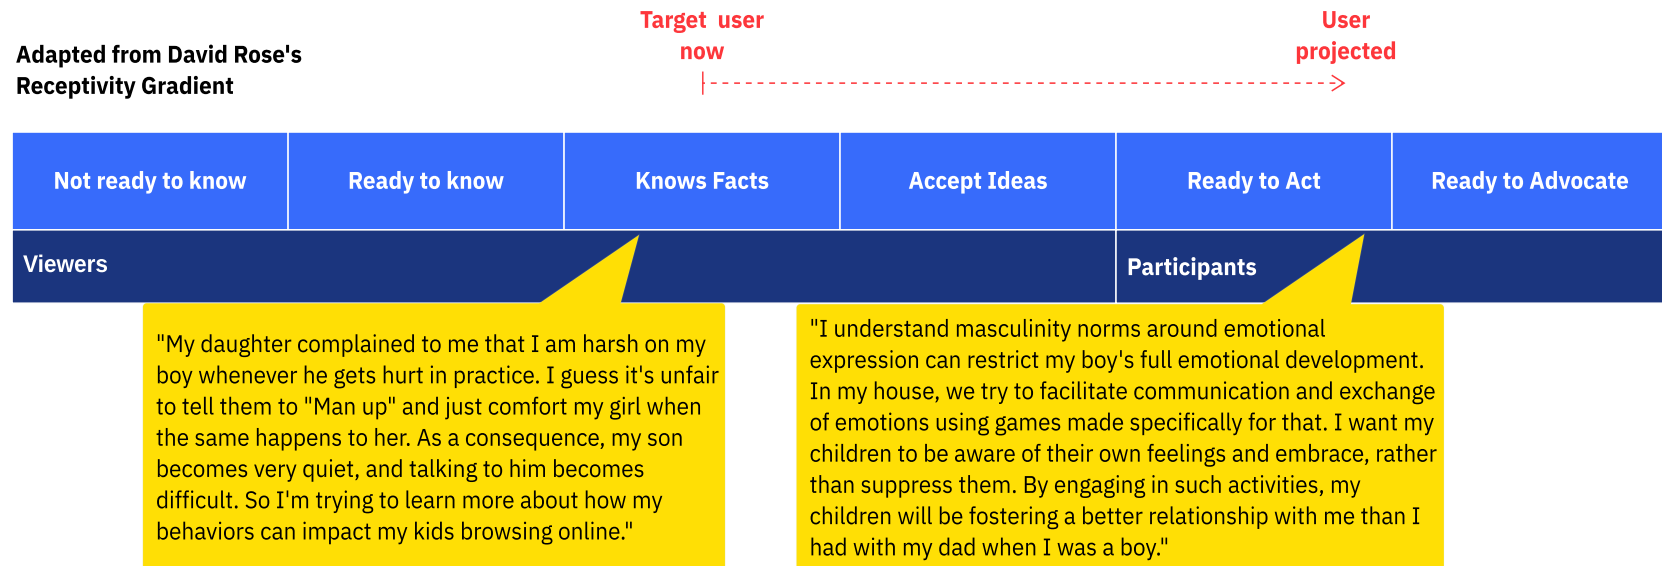 Target user
now
User
projected
Adapted from David Rose's
Receptivity Gradient
Not ready to know
Ready to know
Knows Facts
Accept Ideas
Ready to Act
Ready to Advocate
Viewers
Participants
"My daughter complained to me that I am harsh on my
boy whenever he gets hurt in practice. I guess it's unfair
to tell them to "Man up" and just comfort my girl when
the same happens to her. As a consequence, my son
becomes very quiet, and talking to him becomes
difficult. So I'm trying to learn more about how my
behaviors can impact my kids browsing online."
"I understand masculinity norms around emotional
expression can restrict my boy's full emotional development.
In my house, we try to facilitate communication and exchange
of emotions using games made specifically for that. I want my
children to be aware of their own feelings and embrace, rather
than suppress them. By engaging in such activities, my
children will be fostering a better relationship with me than I
had with my dad when I was a boy."